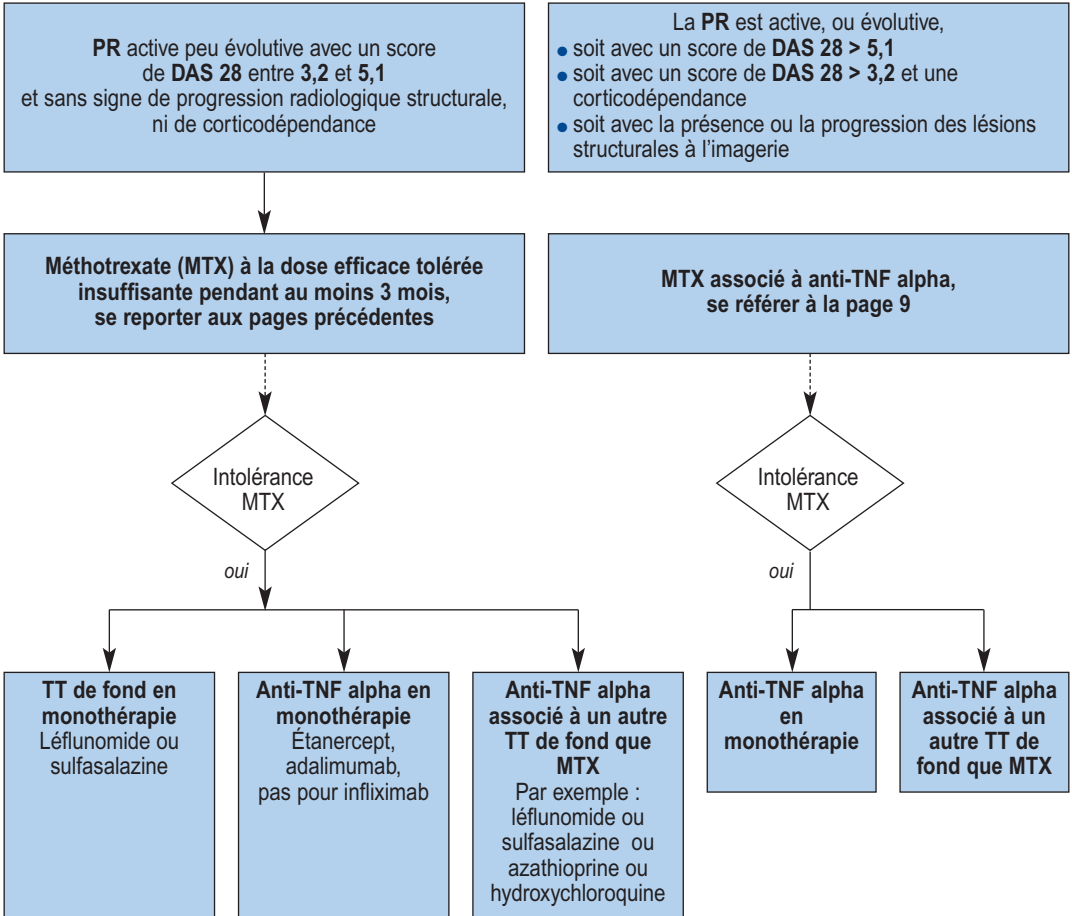 PR active peu évolutive avec un score
de DAS 28 entre 3,2 et 5,1
et sans signe de progression radiologique structurale,
ni de corticodépendance
La PR est active, ou évolutive,
● soit avec un score de DAS 28 > 5,1
● soit avec un score de DAS 28 > 3,2 et une
corticodépendance
● soit avec la présence ou la progression des lésions
structurales à l’imagerie
Méthotrexate (MTX) à la dose efficace tolérée
insuffisante pendant au moins 3 mois,
se reporter aux pages précédentes
MTX associé à anti-TNF alpha,
se référer à la page 9
Intolérance
MTX
oui
Intolérance
MTX
oui
TT de fond en
monothérapie
Léflunomide ou
sulfasalazine
Anti-TNF alpha en
monothérapie
Étanercept,
adalimumab,
pas pour infliximab
Anti-TNF alpha
associé à un autre
TT de fond que
MTX
Par exemple :
léflunomide ou
sulfasalazine ou
azathioprine ou
hydroxychloroquine
Anti-TNF alpha
en
monothérapie
Anti-TNF alpha
associé à un
autre TT de
fond que MTX